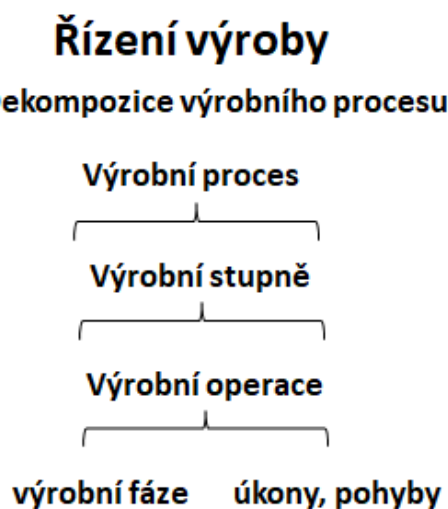 Řízení výroby
ekompozice výrobního procesu
Výrobní proces
Výrobní stupně
Výrobní operace
výrobní fáze úkony, pohyby